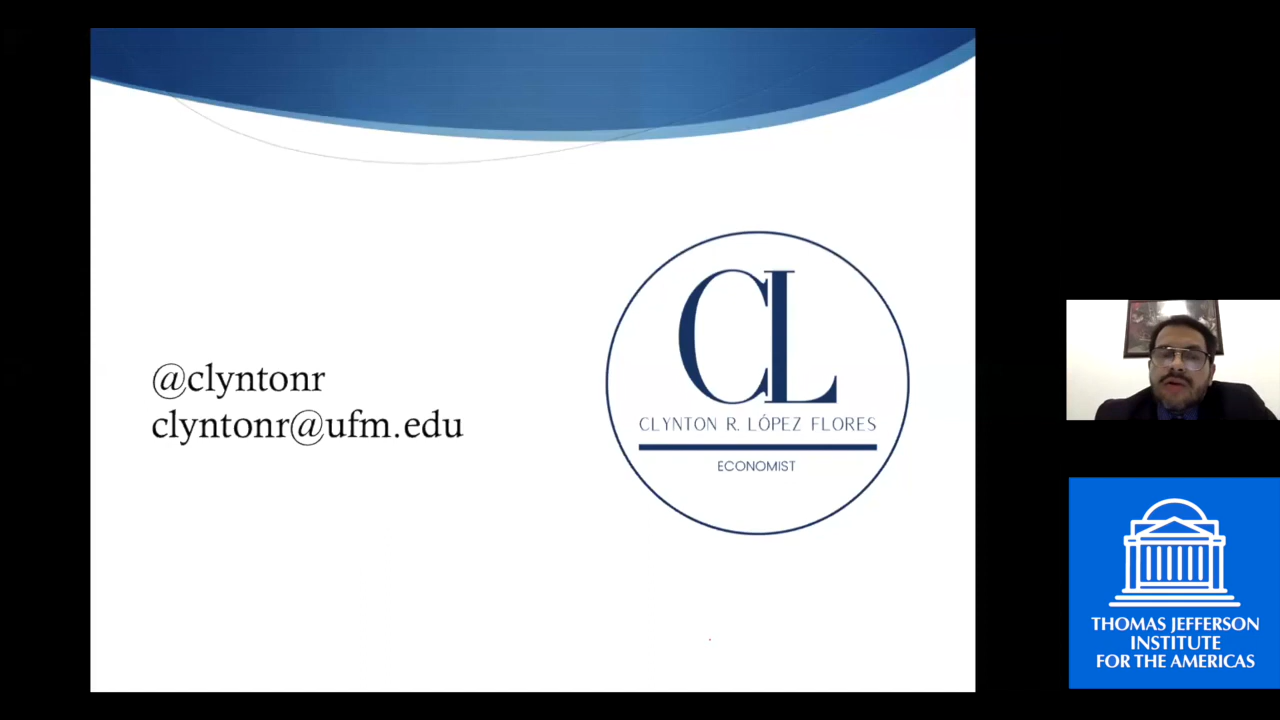 @clyntonr
clyntonr@ufm.edu
CL
CLYNTON R. LÓPEZ FLORES
ECONOMIST
THOMAS JEFFERSON
INSTITUTE
FOR THE AMERICAS